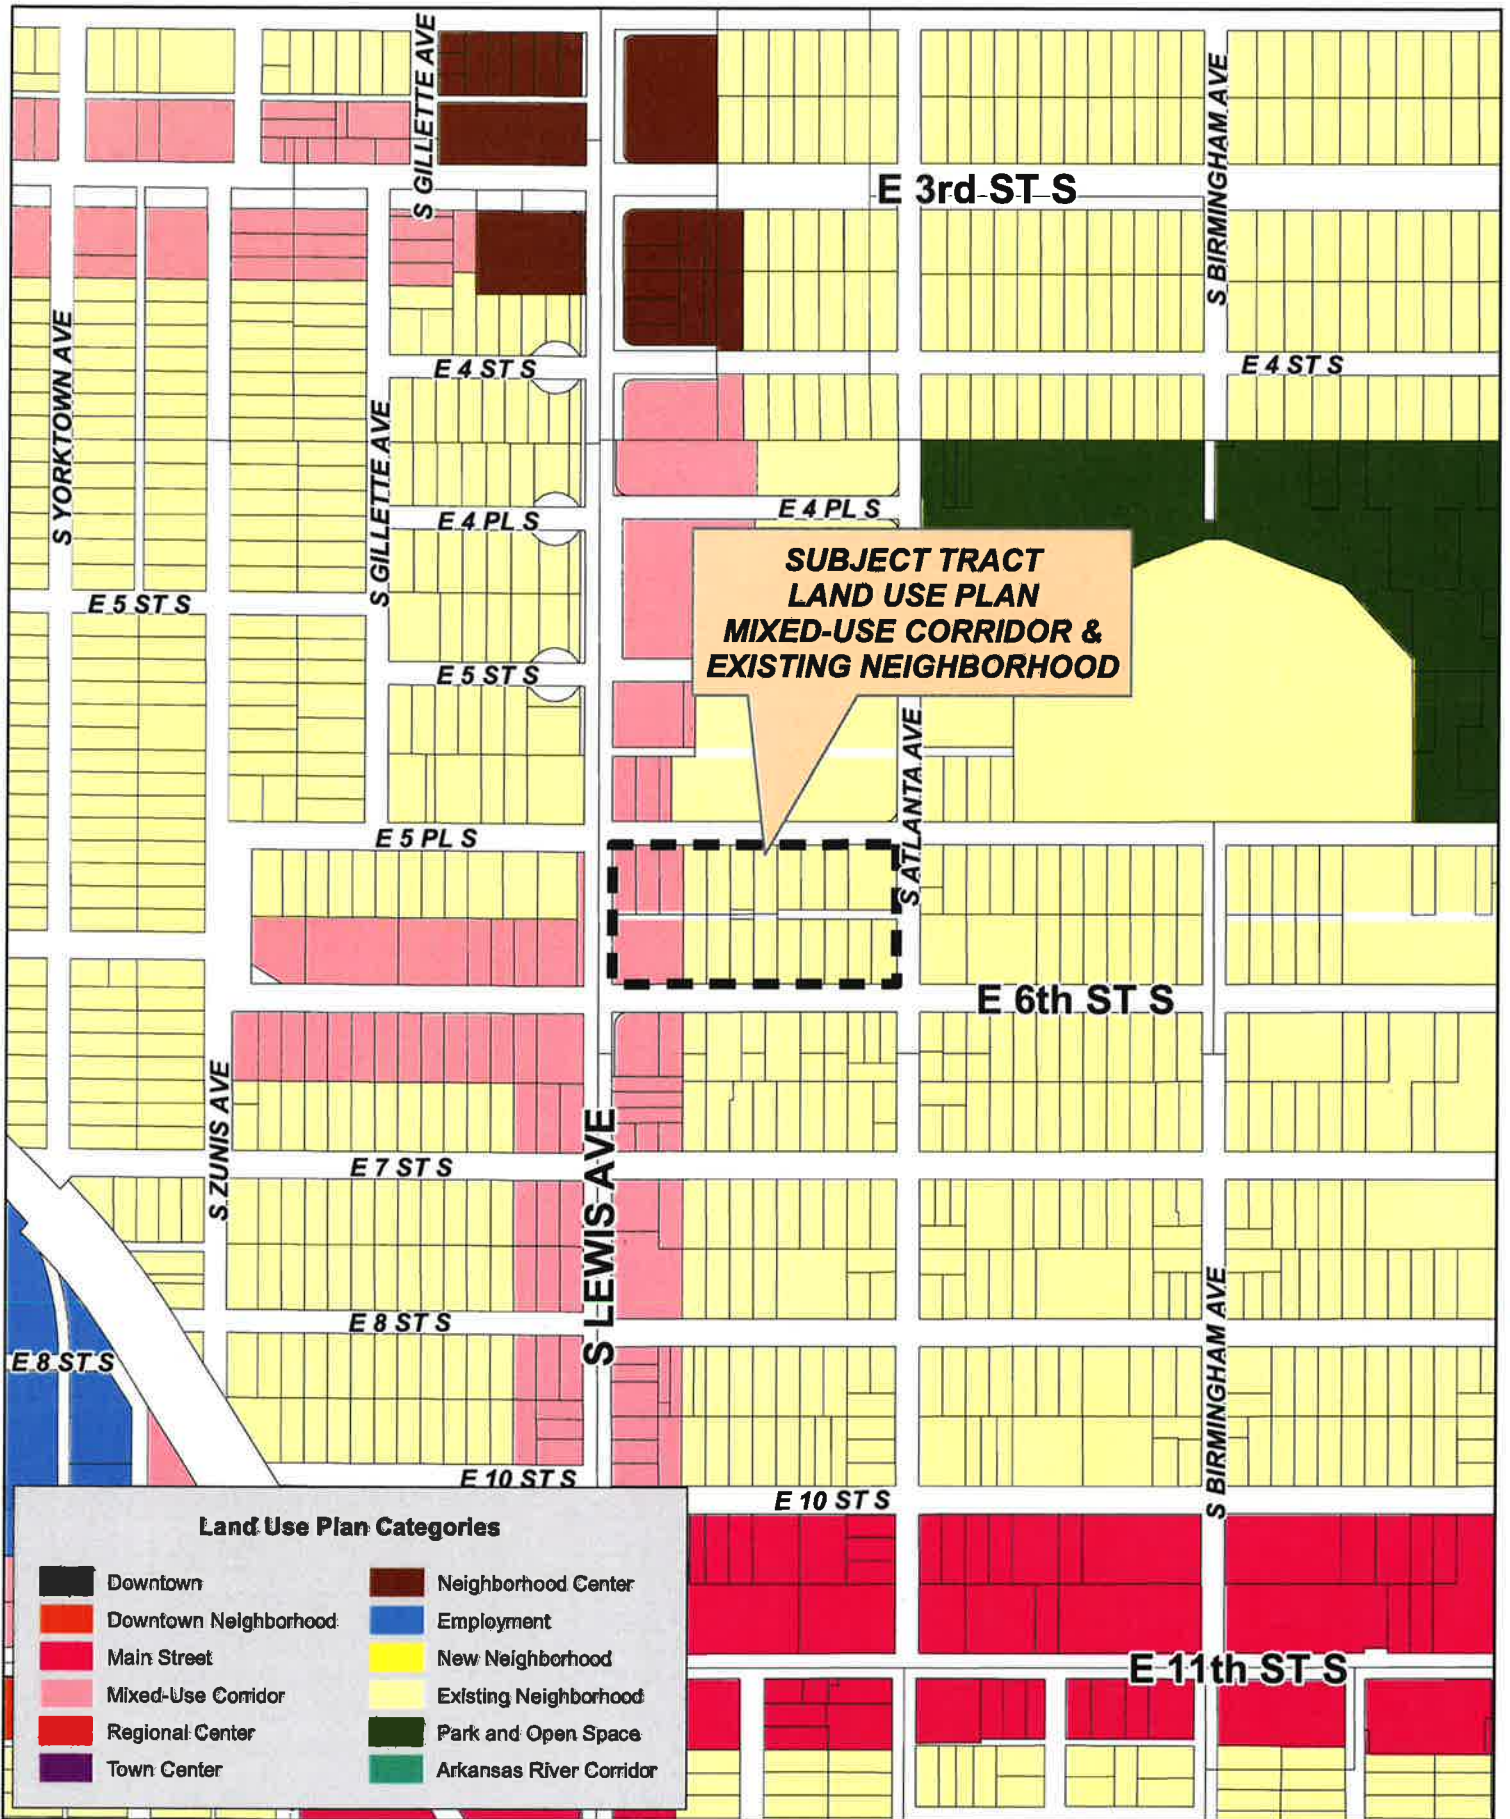 S GILLETTE AVE
S BIRMINGHAM AVE
E 3rd ST S
S YORKTOWN AVE
E 4 ST S
E 4 ST S
S GILLETTE AVE
E 4 PL S
E 4 PL S
SUBJECT TRACT
LAND USE PLAN
MIXED-USE CORRIDOR &
EXISTING NEIGHBORHOOD
E 5 ST S
E 5 ST S
S ATLANTA AVE
E 5 PL S
E 6th ST S
S ZUNIS AVE
S LEWIS AVE
E 7 ST S
E 8 ST S
E 8 ST S
S BIRMINGHAM AVE
E 10 ST S
E 10 ST S
E 11th ST S
Land Use Plan Categories
Downtown
Downtown Neighborhood
Main Street
Mixed-Use Corridor
Regional Center
Town Center
Neighborhood Center
Employment
New Neighborhood
Existing Neighborhood
Park and Open Space
Arkansas River Corridor